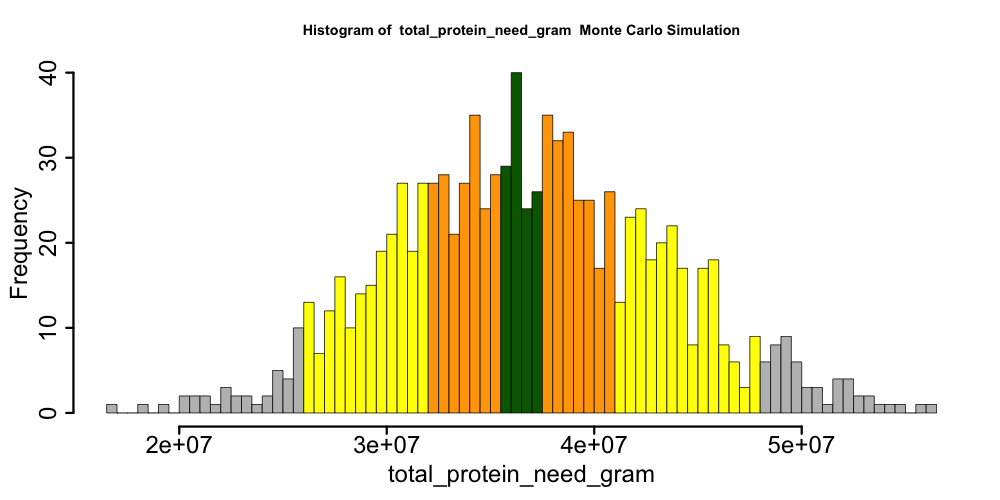 Histogram of  total_protein_need_gram  Monte Carlo Simulation
40
30
20
10
0
Frequency
2e+07 3e+07 4e+07 5e+07
total_protein_need_gram